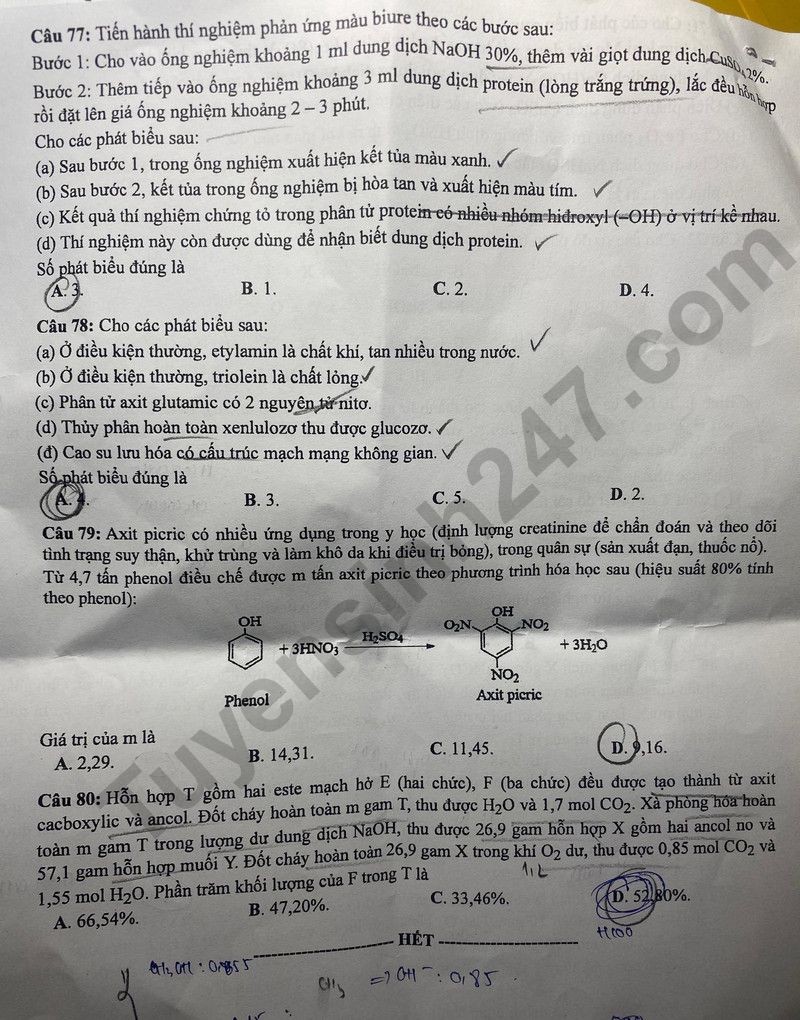 Câu 77: Tiến hành thí nghiệm phản ứng màu biure theo các bước sau:
Bước 1: Cho vào ống nghiệm khoảng 1 ml dung dịch NaOH 30%, thêm vài giọt dung dịch CuSO₄ 2%.
Bước 2: Thêm tiếp vào ống nghiệm khoảng 3 ml dung dịch protein (lòng trắng trứng), lắc đều hỗn hợp
rồi đặt lên giá ống nghiệm khoảng 2 – 3 phút.
Cho các phát biểu sau:
(a) Sau bước 1, trong ống nghiệm xuất hiện kết tủa màu xanh.
(b) Sau bước 2, kết tủa trong ống nghiệm bị hòa tan và xuất hiện màu tím.
(c) Kết quả thí nghiệm chứng tỏ trong phân tử protein có nhiều nhóm hiđroxyl (–OH) ở vị trí kề nhau.
(d) Thí nghiệm này còn được dùng để nhận biết dung dịch protein.
Số phát biểu đúng là
A. 3. B. 1. C. 2. D. 4.
Câu 78: Cho các phát biểu sau:
(a) Ở điều kiện thường, etylamin là chất khí, tan nhiều trong nước.
(b) Ở điều kiện thường, triolein là chất lỏng.
(c) Phân tử axit glutamic có 2 nguyên tử nitơ.
(d) Thủy phân hoàn toàn xenlulozơ thu được glucozơ.
(đ) Cao su lưu hóa có cấu trúc mạch mạng không gian.
Số phát biểu đúng là
A. 4. B. 3. C. 5. D. 2.
Câu 79: Axit picric có nhiều ứng dụng trong y học (định lượng creatinine để chẩn đoán và theo dõi
tình trạng suy thận, khử trùng và làm khô da khi điều trị bỏng), trong quân sự (sản xuất đạn, thuốc nổ).
Từ 4,7 tấn phenol điều chế được m tấn axit picric theo phương trình hóa học sau (hiệu suất 80% tính
theo phenol):
OH OH
O₂N NO₂
+ 3HNO₃ H₂SO₄ + 3H₂O
NO₂
Phenol Axit picric
Giá trị của m là
A. 2,29. B. 14,31. C. 11,45. D. 9,16.
Câu 80: Hỗn hợp T gồm hai este mạch hở E (hai chức), F (ba chức) đều được tạo thành từ axit
cacboxylic và ancol. Đốt cháy hoàn toàn m gam T, thu được H₂O và 1,7 mol CO₂. Xà phòng hóa hoàn
toàn m gam T trong lượng dư dung dịch NaOH, thu được 26,9 gam hỗn hợp X gồm hai ancol no và
57,1 gam hỗn hợp muối Y. Đốt cháy hoàn toàn 26,9 gam X trong khí O₂ dư, thu được 0,85 mol CO₂ và
1,55 mol H₂O. Phần trăm khối lượng của F trong T là
A. 66,54%. B. 47,20%. C. 33,46%. D. 52,80%.
HẾT
CH₃ ⇒ OH⁻: 0,85
Tuyensinh247.com